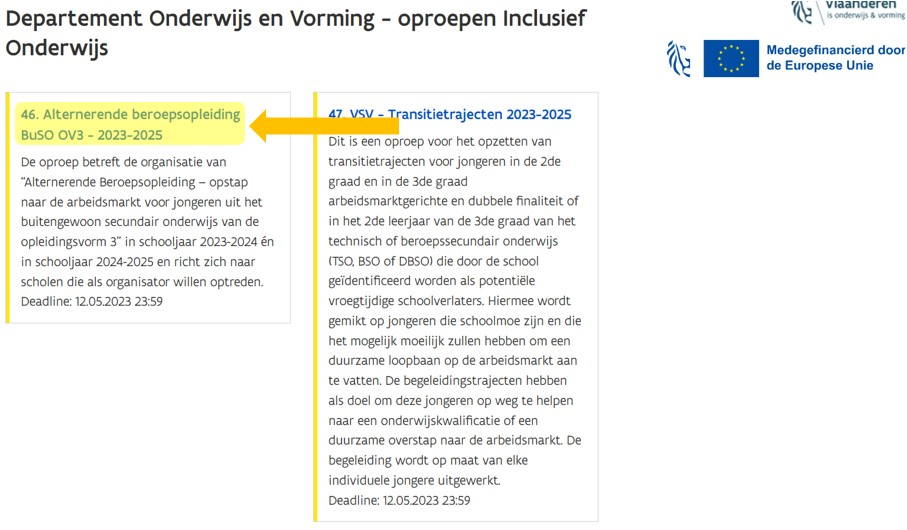 Departement Onderwijs en Vorming - oproepen Inclusief
Onderwijs
vlaanderen
is onderwijs & vorming
Medegefinancierd door
de Europese Unie
46. Alternerende beroepsopleiding
BuSO OV3 - 2023-2025
De oproep betreft de organisatie van
"Alternerende Beroepsopleiding – opstap
naar de arbeidsmarkt voor jongeren uit het
buitengewoon secundair onderwijs van de
opleidingsvorm 3" in schooljaar 2023-2024 én
in schooljaar 2024-2025 en richt zich naar
scholen die als organisator willen optreden.
Deadline: 12.05.2023 23:59
47. VSV - Transitietrajecten 2023-2025
Dit is een oproep voor het opzetten van
transitietrajecten voor jongeren in de 2de
graad en in de 3de graad
arbeidsmarktgerichte en dubbele finaliteit of
in het 2de leerjaar van de 3de graad van het
technisch of beroepssecundair onderwijs
(TSO, BSO of DBSO) die door de school
geïdentificeerd worden als potentiële
vroegtijdige schoolverlaters. Hiermee wordt
gemikt op jongeren die schoolmoe zijn en die
het mogelijk moeilijk zullen hebben om een
duurzame loopbaan op de arbeidsmarkt aan
te vatten. De begeleidingstrajecten hebben
als doel om deze jongeren op weg te helpen
naar een onderwijskwalificatie of een
duurzame overstap naar de arbeidsmarkt. De
begeleiding wordt op maat van elke
individuele jongere uitgewerkt.
Deadline: 12.05.2023 23:59